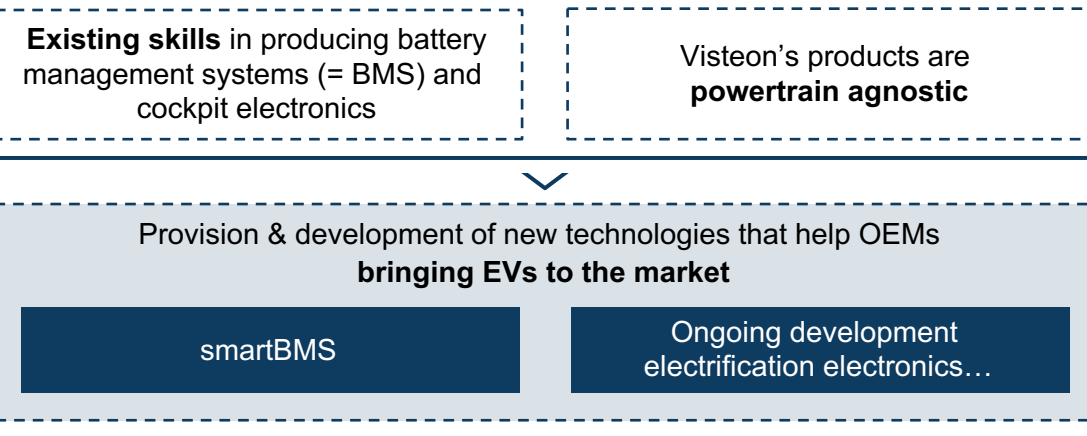 Existing skills in producing battery
management systems (= BMS) and
cockpit electronics
Visteon’s products are
powertrain agnostic
Provision & development of new technologies that help OEMs
bringing EVs to the market
smartBMS
Ongoing development
electrification electronics…